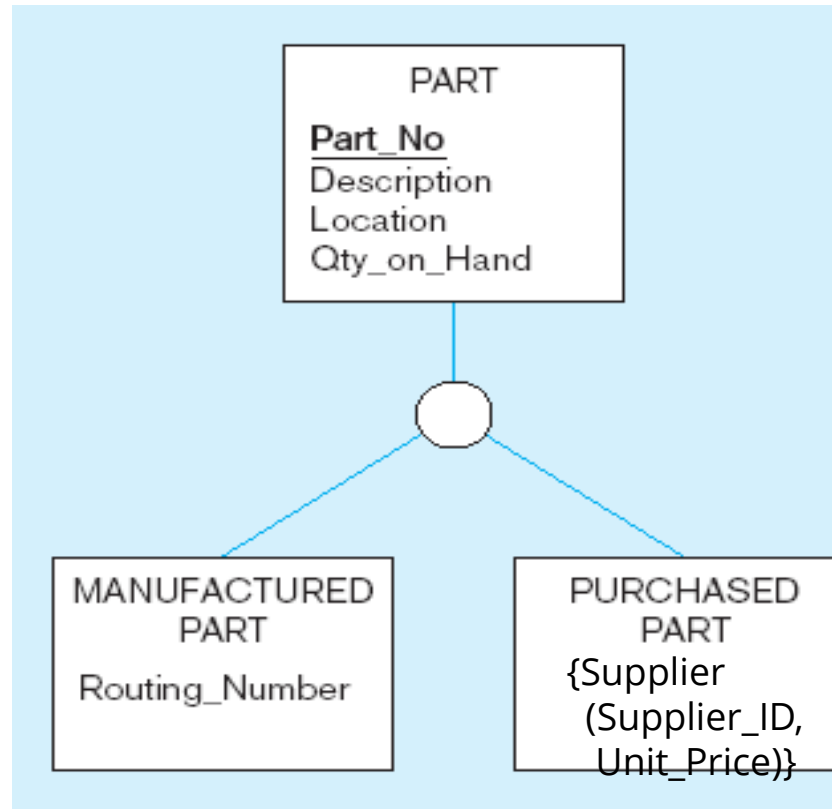 PART
Part_No
Description
Location
Qty_on_Hand
MANUFACTURED
PART
Routing_Number
PURCHASED
PART
{Supplier
(Supplier_ID,
Unit_Price)}